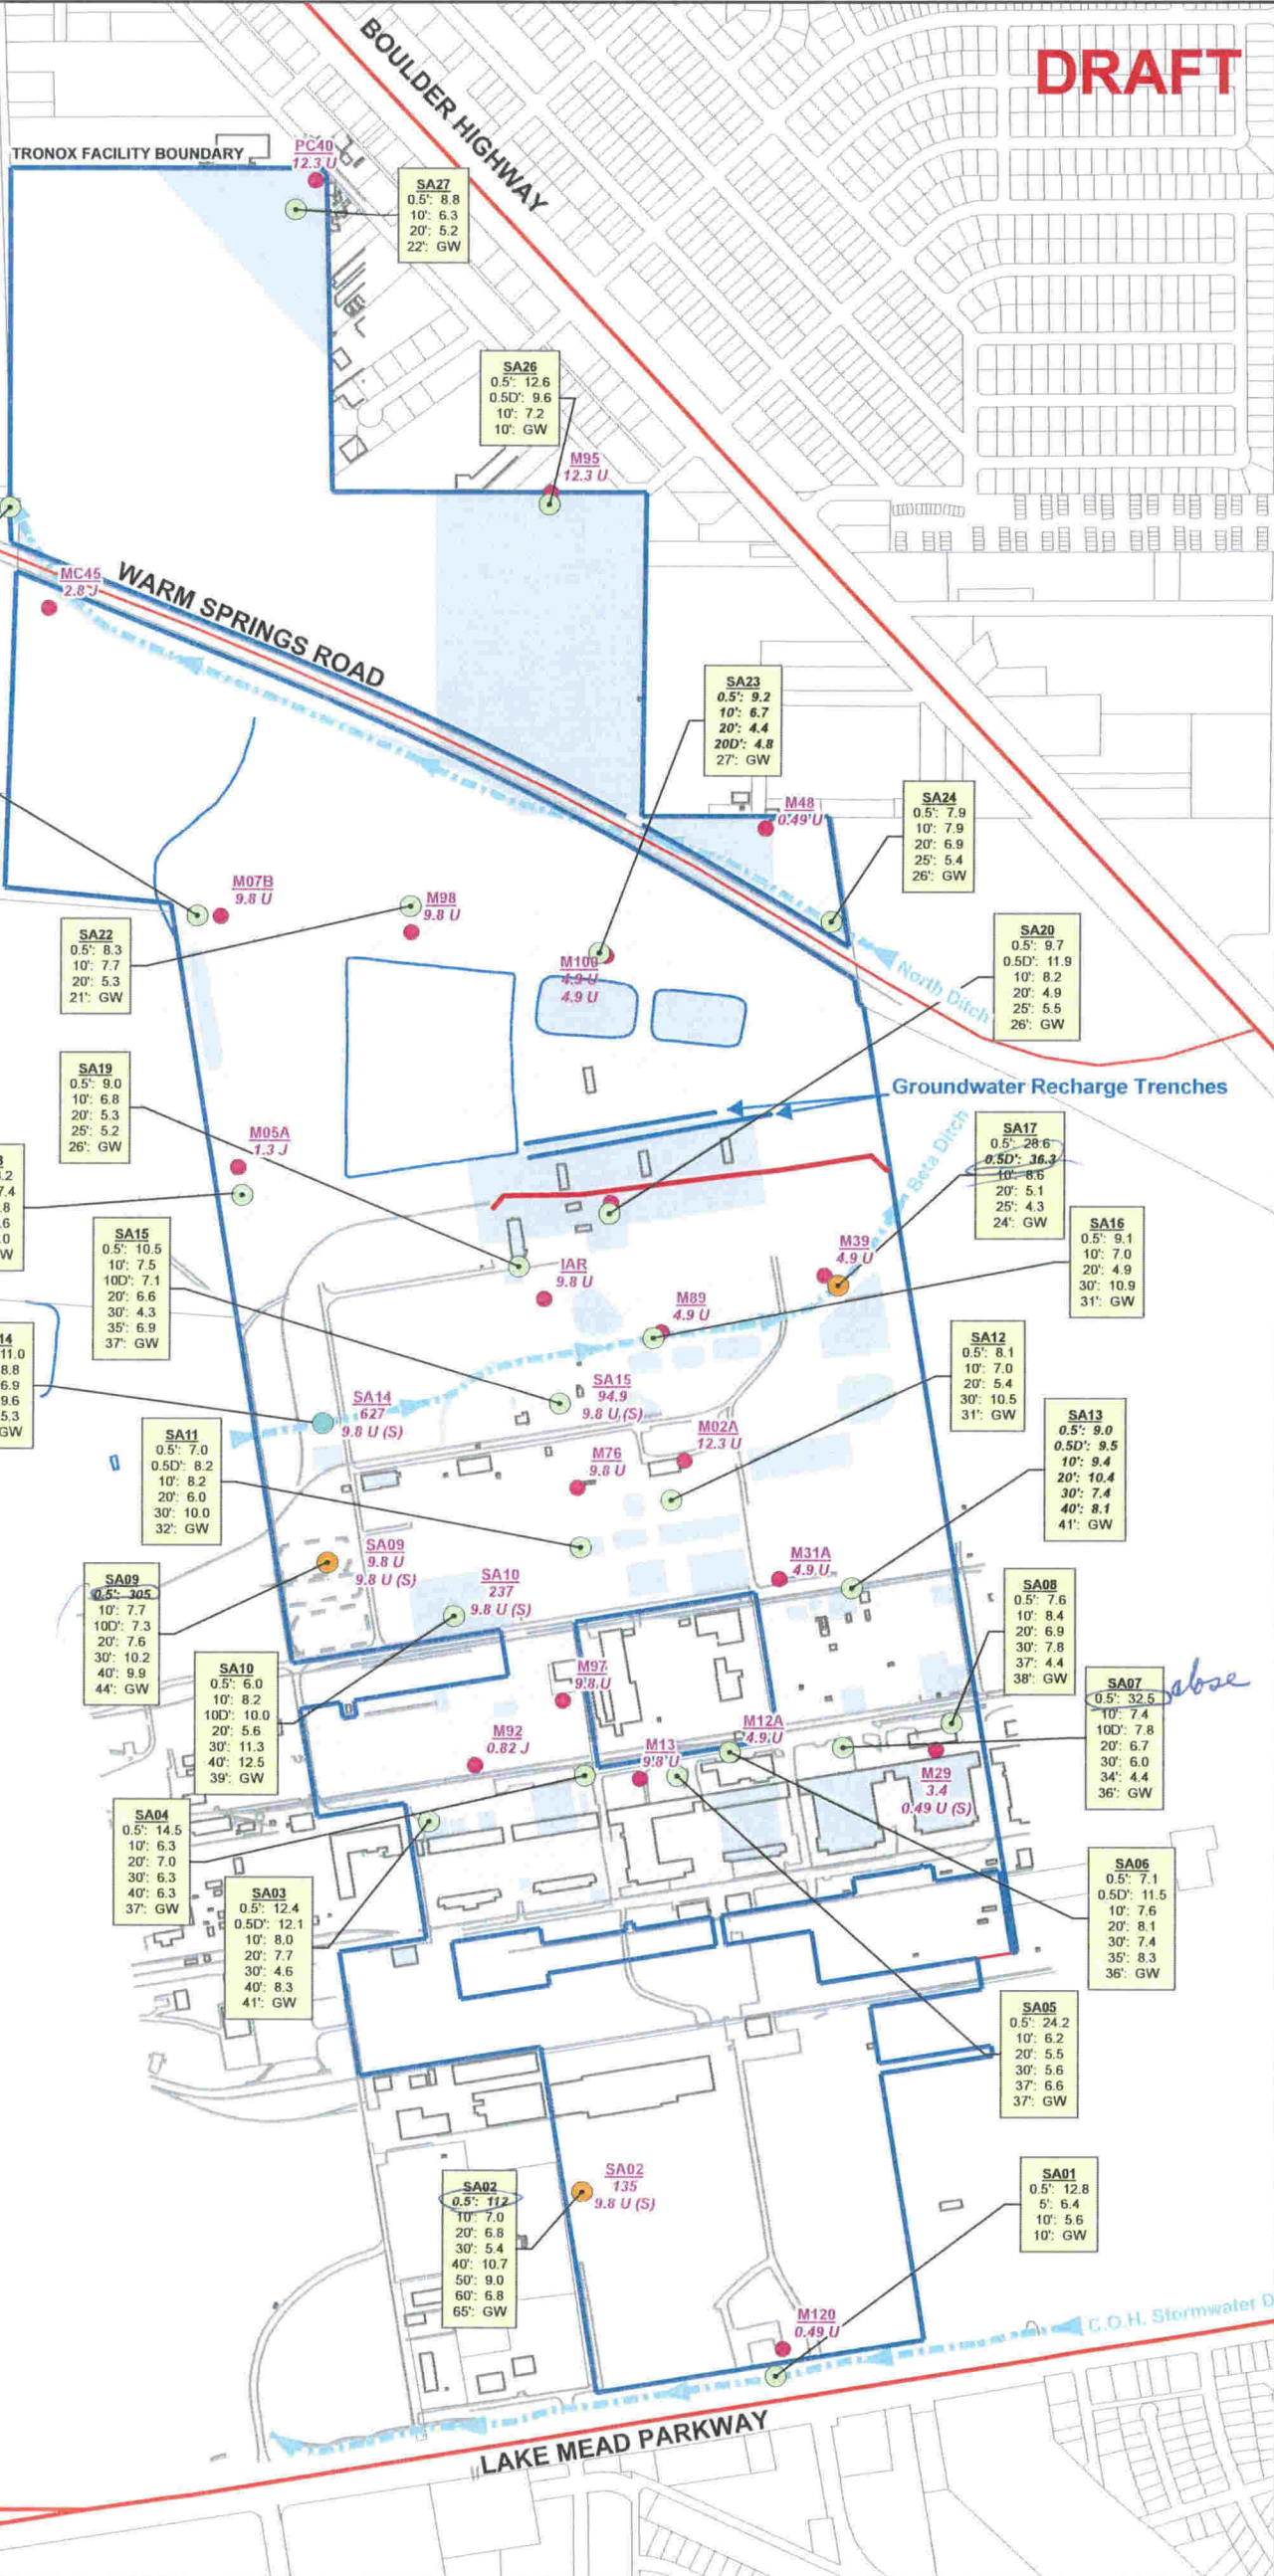 DRAFT
BOULDER HIGHWAY
TRONOX FACILITY BOUNDARY
PC40
12.3 U
SA27
0.5': 8.8
10': 6.3
20': 5.2
22': GW
SA26
0.5': 12.6
0.5D': 9.6
10': 7.2
10': GW
M95
12.3 U
MC45
2.8 J
WARM SPRINGS ROAD
SA23
0.5': 9.2
10': 6.7
20': 4.4
20D': 4.8
27': GW
M48
0.49 U
SA24
0.5': 7.9
10': 7.9
20': 6.9
25': 5.4
26': GW
M07B
9.8 U
M98
9.8 U
SA22
0.5': 8.3
10': 7.7
20': 5.3
21': GW
M100
4.9 U
4.9 U
North Ditch
SA20
0.5': 9.7
0.5D': 11.9
10': 8.2
20': 4.9
25': 5.5
26': GW
SA19
0.5': 9.0
10': 6.8
20': 5.3
25': 5.2
26': GW
Groundwater Recharge Trenches
Beta Ditch
M05A
1.3 J
SA17
0.5': 28.6
0.5D': 36.3
10': 8.6
20': 5.1
25': 4.3
24': GW
3
.2
7.4
.8
.6
.0
W
SA15
0.5': 10.5
10': 7.5
10D': 7.1
20': 6.6
30': 4.3
35': 6.9
37': GW
SA16
0.5': 9.1
10': 7.0
20': 4.9
30': 10.9
31': GW
M39
4.9 U
IAR
9.8 U
M89
4.9 U
14
11.0
8.8
6.9
9.6
5.3
GW
SA12
0.5': 8.1
10': 7.0
20': 5.4
30': 10.5
31': GW
SA14
627
9.8 U (S)
SA15
94.9
9.8 U (S)
M02A
12.3 U
SA11
0.5': 7.0
0.5D': 8.2
10': 8.2
20': 6.0
30': 10.0
32': GW
M76
9.8 U
SA13
0.5': 9.0
0.5D': 9.5
10': 9.4
20': 10.4
30': 7.4
40': 8.1
41': GW
SA09
9.8 U
9.8 U (S)
SA10
237
9.8 U (S)
M31A
4.9 U
SA09
0.5': 305
10': 7.7
10D': 7.3
20': 7.6
30': 10.2
40': 9.9
44': GW
SA08
0.5': 7.6
10': 8.4
20': 6.9
30': 7.8
37': 4.4
38': GW
SA10
0.5': 6.0
10': 8.2
10D': 10.0
20': 5.6
30': 11.3
40': 12.5
39': GW
M97
9.8 U
SA07
0.5': 32.5
10': 7.4
10D': 7.8
20': 6.7
30': 6.0
34': 4.4
36': GW
close
M92
0.82 J
M13
9.8 U
M12A
4.9 U
M29
3.4
0.49 U (S)
SA04
0.5': 14.5
10': 6.3
20': 7.0
30': 6.3
40': 6.3
37': GW
SA03
0.5': 12.4
0.5D': 12.1
10': 8.0
20': 7.7
30': 4.6
40': 8.3
41': GW
SA06
0.5': 7.1
0.5D': 11.5
10': 7.6
20': 8.1
30': 7.4
35': 8.3
36': GW
SA05
0.5': 24.2
10': 6.2
20': 5.5
30': 5.6
37': 6.6
37': GW
SA02
0.5': 112
10': 7.0
20': 6.8
30': 5.4
40': 10.7
50': 9.0
60': 6.8
65': GW
SA02
135
9.8 U (S)
SA01
0.5': 12.8
5': 6.4
10': 5.6
10': GW
M120
0.49 U
C.O.H. Stormwater D
LAKE MEAD PARKWAY